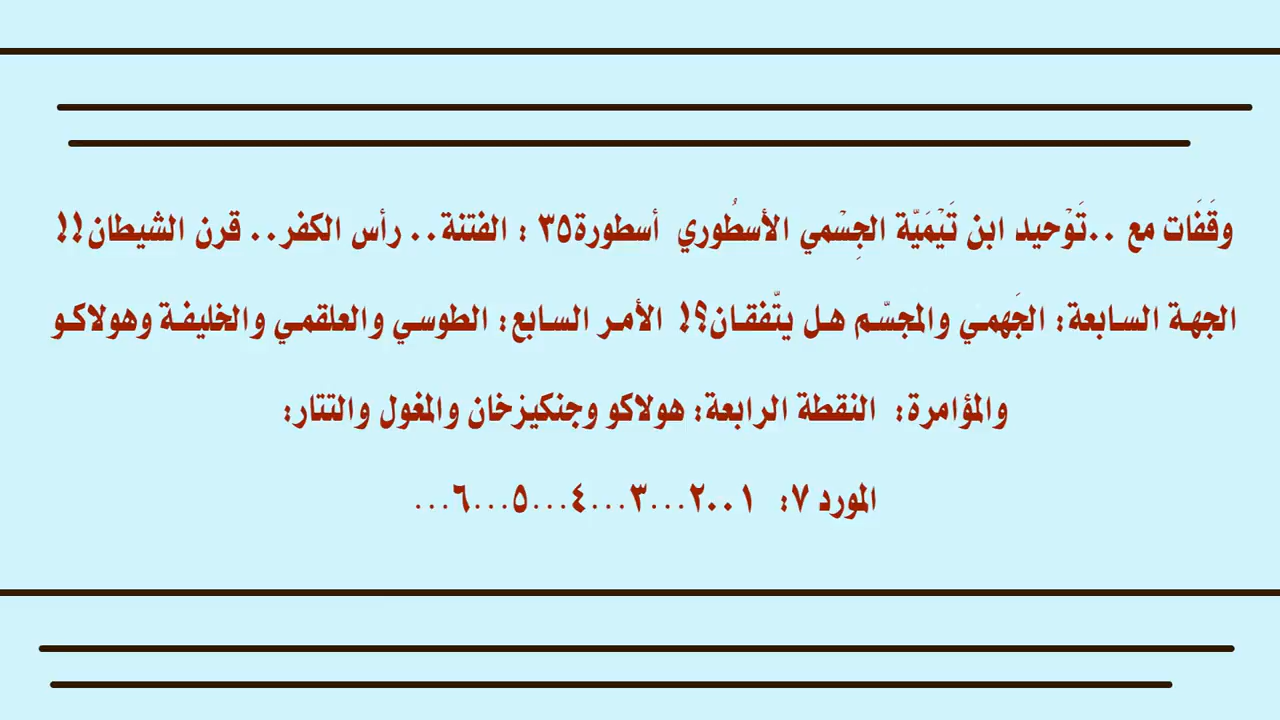 وقَفَات مع ..تَوْحيد ابن تَيْمَيَّة الجِسْمي الأسطُوري أسطورة٣٥ : الفتنة.. رأس الكفر.. قرن الشيطان!!
الجهة السابعة: الجَهمي والمجسّم هل يتّفقان؟! الأمر السابع: الطوسي والعلقمي والخليفة وهولاكو
والمؤامرة: النقطة الرابعة: هولاكو وجنكيزخان والمغول والتتار:
المورد ٧: ١..٢...٣...٤...٥...٦...